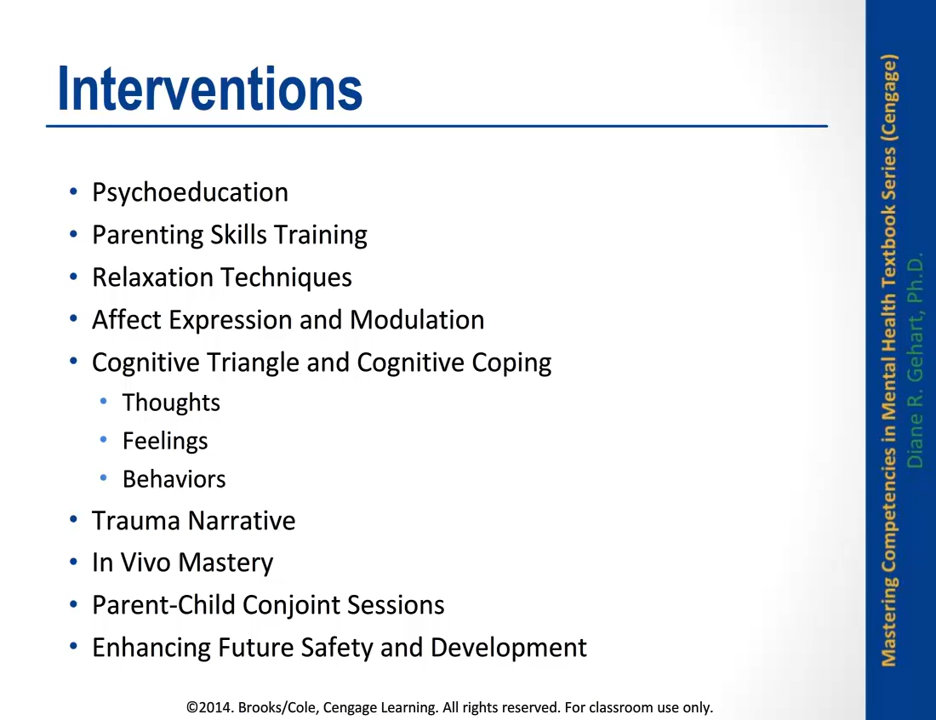 Interventions
• Psychoeducation
• Parenting Skills Training
• Relaxation Techniques
• Affect Expression and Modulation
• Cognitive Triangle and Cognitive Coping
• Thoughts
• Feelings
• Behaviors
• Trauma Narrative
• In Vivo Mastery
• Parent-Child Conjoint Sessions
• Enhancing Future Safety and Development
©2014. Brooks/Cole, Cengage Learning. All rights reserved. For classroom use only.
Mastering Competencies in Mental Health Textbook Series (Cengage)
Diane R. Gehart, Ph.D.